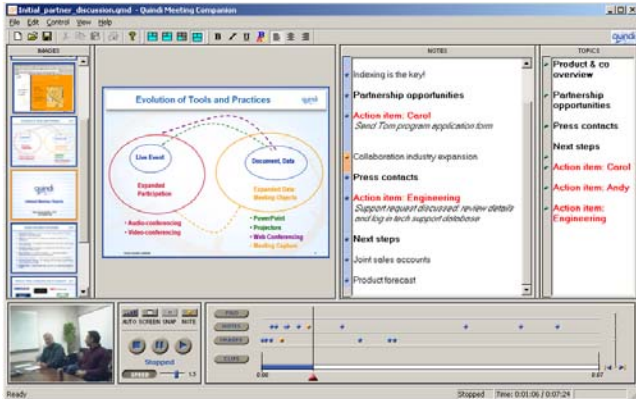 Initial_partner_discussion.qmd - Quindi Meeting Companion
File Edit Control View Help
B I U
quindi
IMAGES
NOTES
TOPICS
Evolution of Tools and Practices
quindi
Live Event
Document, Data
Expanded
Participation
Expanded Data
Meeting Objects
• Audio-conferencing
• Video-conferencing
• PowerPoint
• Projectors
• Web Conferencing
• Meeting Capture
quindi
Indexing is the key!
Partnership opportunities
Action item: Carol
Send Tom program application form
Collaboration industry expansion
Press contacts
Action item: Engineering
Support request discussed: review details
and log in tech support database
Next steps
Joint sales accounts
Product forecast
Product & co
overview
Partnership
opportunities
Press contacts
Next steps
Action item: Carol
Action item: Andy
Action item:
Engineering
AUTO SCREEN SNAP NOTE
Stopped
SPEED
1.5
NOTES
IMAGES
0:00
0:07
Ready
Stopped
Time: 0:01:06 / 0:07:24